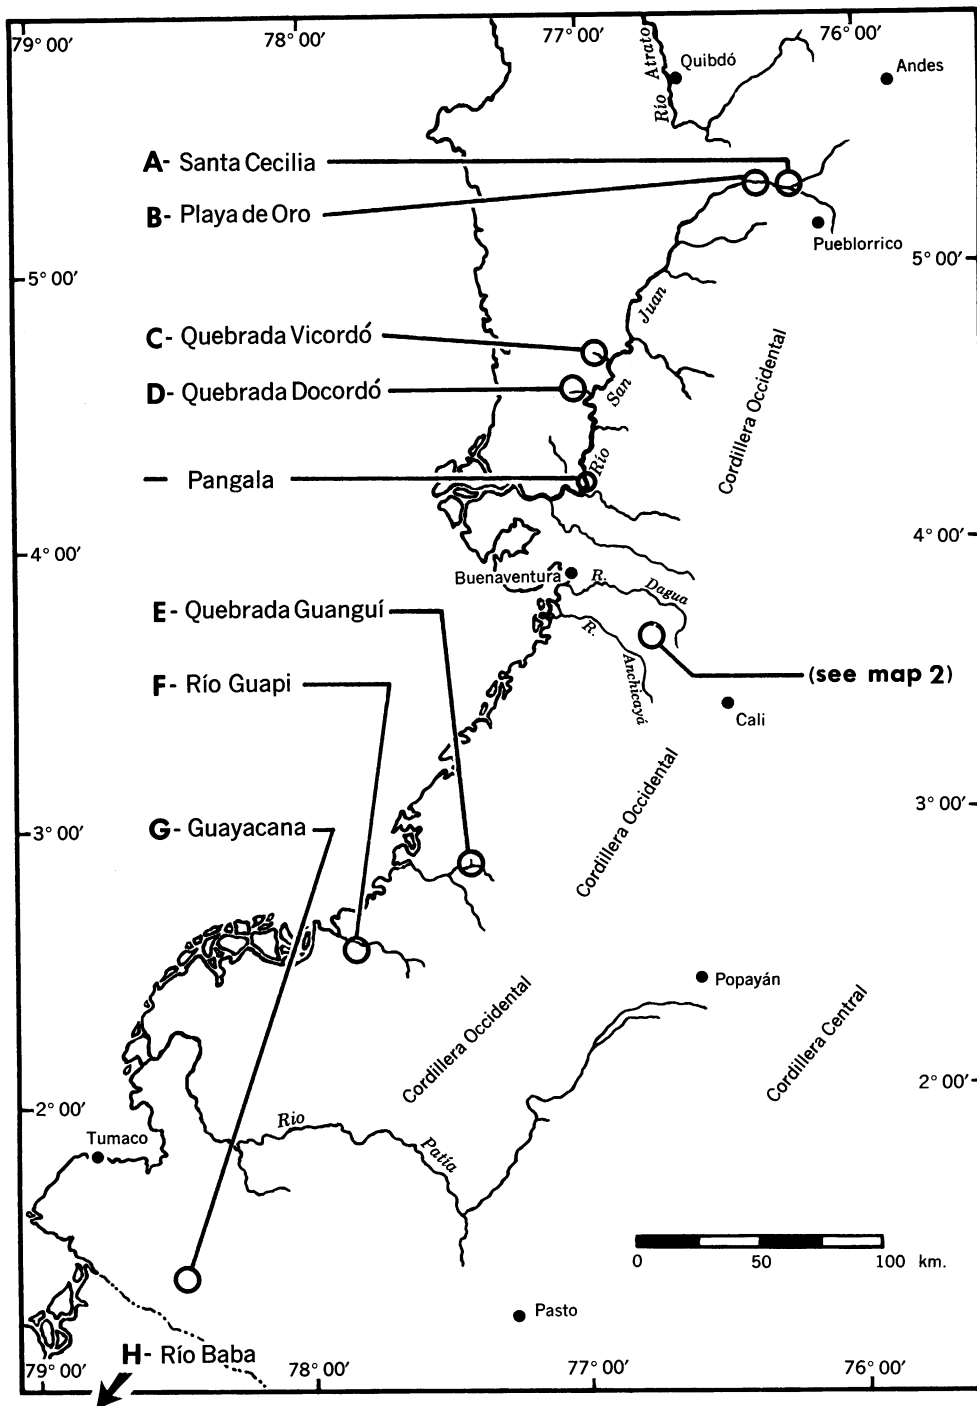 79° 00′
78° 00′
77° 00′
76° 00′
Río Atrato
Quibdó
Andes
A- Santa Cecilia
B- Playa de Oro
Pueblorrico
5° 00′
5° 00′
Río San Juan
C- Quebrada Vicordó
D- Quebrada Docordó
Cordillera Occidental
— Pangala
4° 00′
4° 00′
Buenaventura
R. Dagua
E- Quebrada Guanguí
R. Anchicayá
(see map 2)
F- Río Guapi
Cali
Cordillera Occidental
3° 00′
3° 00′
G- Guayacana
Popayán
Cordillera Occidental
Cordillera Central
2° 00′
2° 00′
Rio Patía
Tumaco
0 50 100 km.
Pasto
H- Río Baba
79° 00′
78° 00′
77° 00′
76° 00′